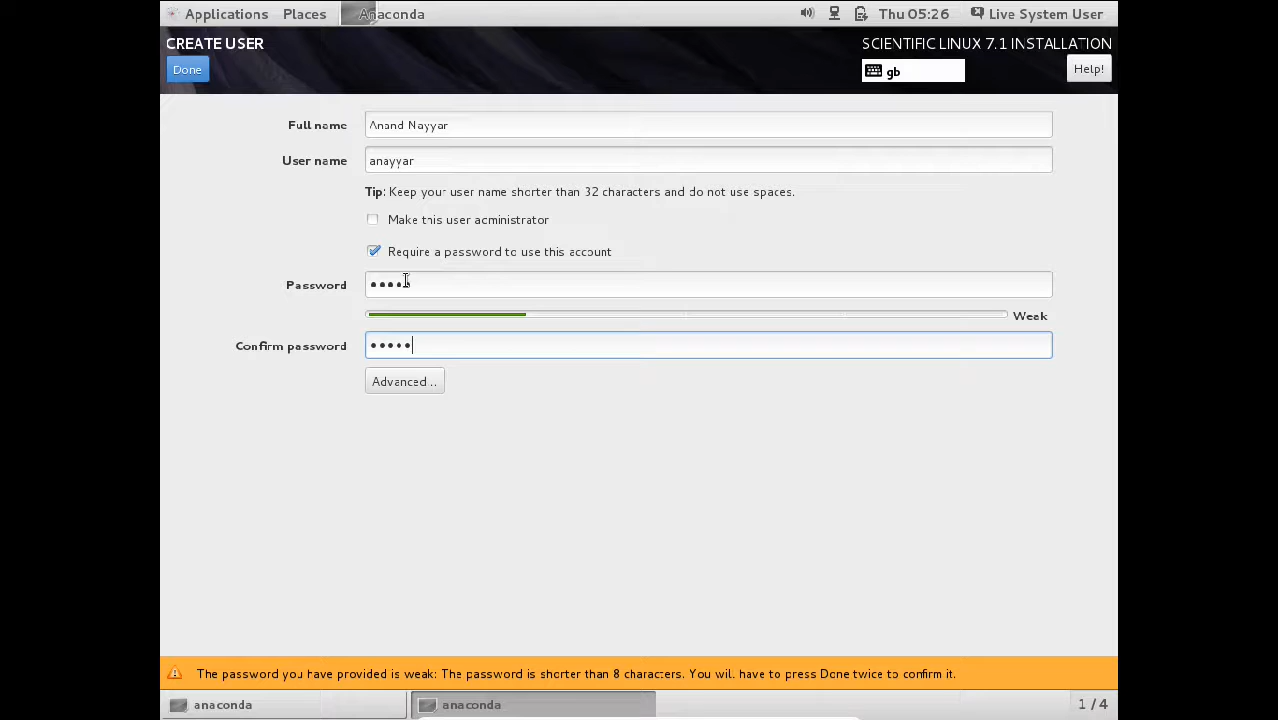 Applications Places Anaconda Thu 05:26 Live System User
CREATE USER SCIENTIFIC LINUX 7.1 INSTALLATION
Done gb Help!
Full name Anand Nayyar
User name anayyar
Tip: Keep your user name shorter than 32 characters and do not use spaces.
Make this user administrator
Require a password to use this account
Password •••••
Weak
Confirm password •••••
Advanced...
The password you have provided is weak: The password is shorter than 8 characters. You will have to press Done twice to confirm it.
anaconda anaconda 1 / 4